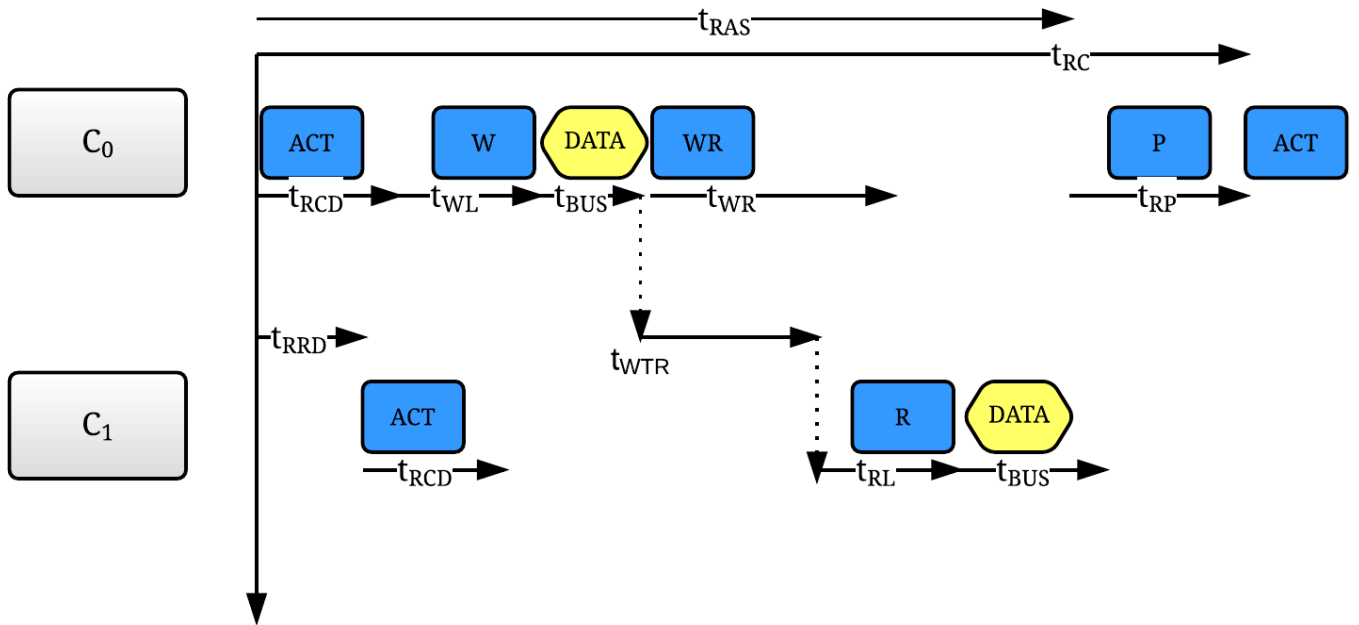 tRAS
tRC
C0 ACT W DATA WR P ACT
tRCD tWL tBUS tWR tRP
tRRD
tWTR
C1 ACT R DATA
tRCD tRL tBUS